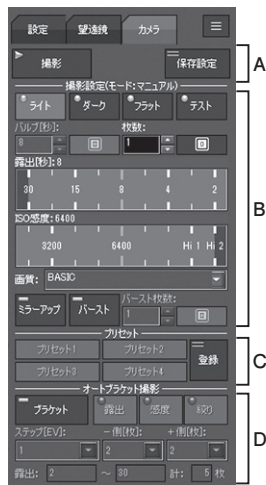 設定 望遠鏡 カメラ
撮影 保存設定
A
撮影設定(モード:マニュアル)
ライト ダーク フラット テスト
バルブ[秒]: 枚数:
8 1
露出[秒]: 8
30 15 8 4 2
ISO感度: 6400
3200 6400 Hi 1 Hi 2
画質: BASIC
バースト枚数:
ミラーアップ バースト 1
B
プリセット
プリセット1 プリセット2
登録
プリセット3 プリセット4
C
オートブラケット撮影
ブラケット 露出 感度 絞り
ステップ[EV]: -側[枚]: +側[枚]:
1 2 2
露出: 2 ~ 30 計: 5 枚
D